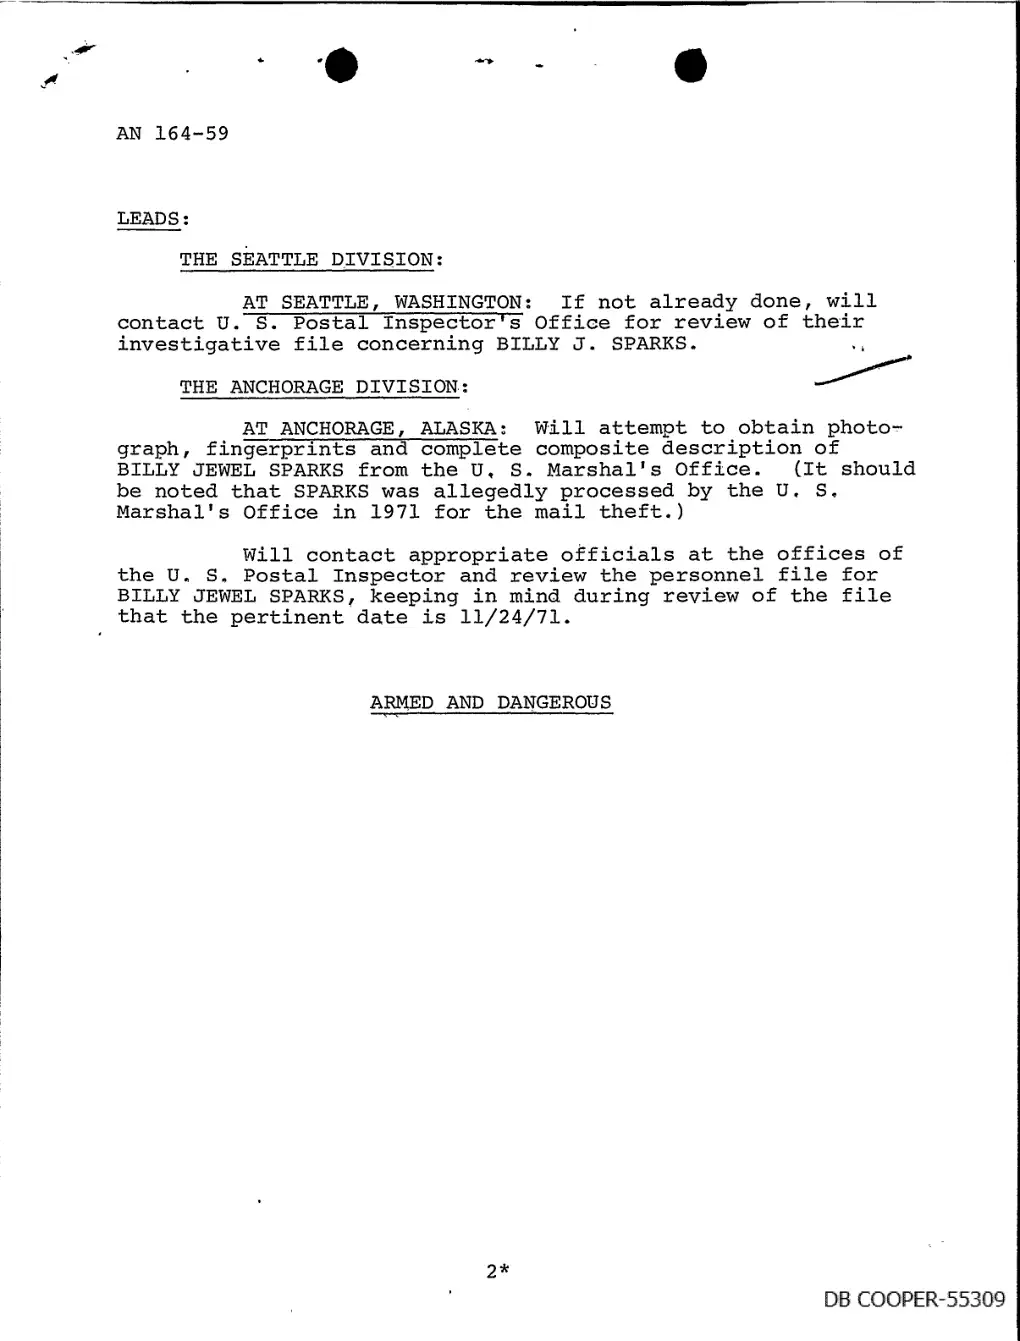 AN 164-59
LEADS:
THE SEATTLE DIVISION:
AT SEATTLE, WASHINGTON: If not already done, will
contact U. S. Postal Inspector's Office for review of their
investigative file concerning BILLY J. SPARKS.
THE ANCHORAGE DIVISION:
AT ANCHORAGE, ALASKA: Will attempt to obtain photo-
graph, fingerprints and complete composite description of
BILLY JEWEL SPARKS from the U. S. Marshal's Office. (It should
be noted that SPARKS was allegedly processed by the U. S.
Marshal's Office in 1971 for the mail theft.)
Will contact appropriate officials at the offices of
the U. S. Postal Inspector and review the personnel file for
BILLY JEWEL SPARKS, keeping in mind during review of the file
that the pertinent date is 11/24/71.
ARMED AND DANGEROUS
2*
DB COOPER-55309